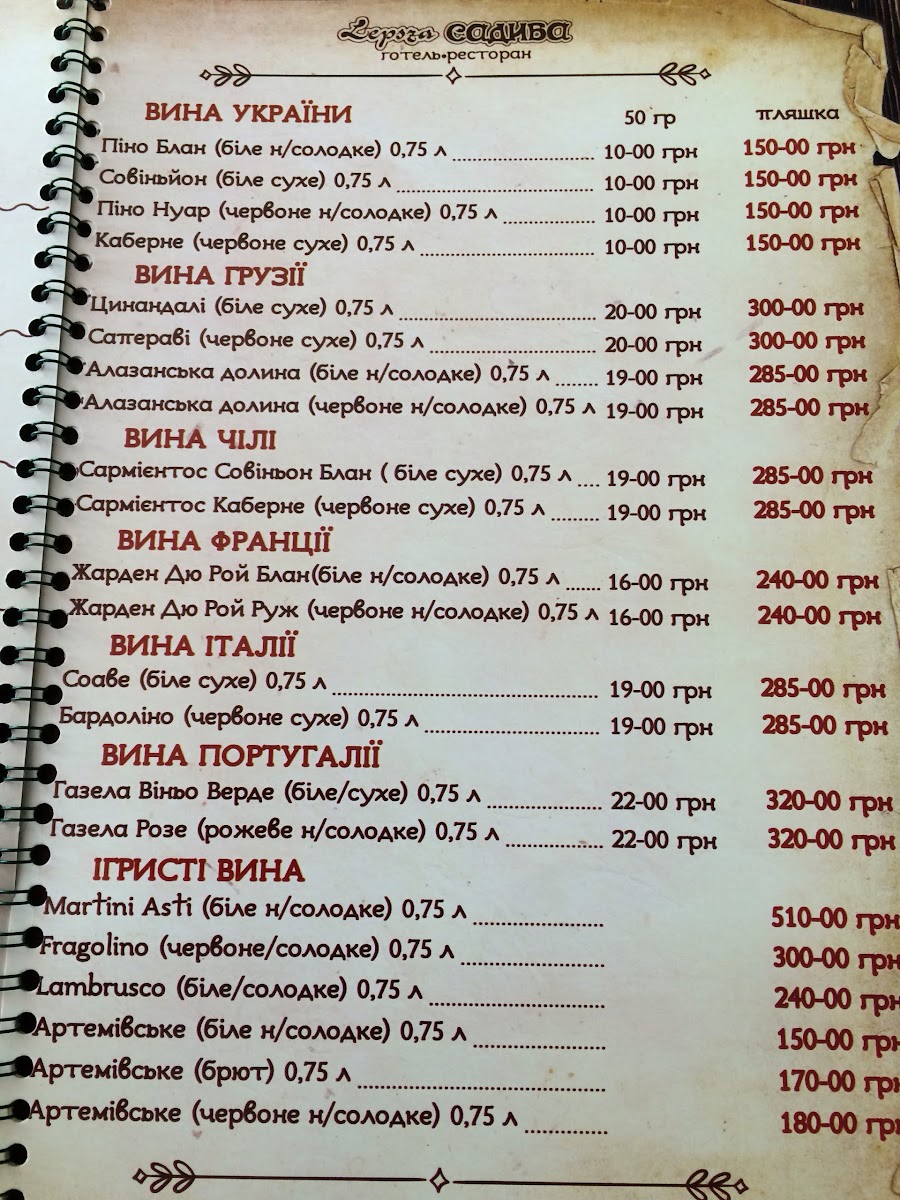 Садиба
готель•ресторан
ВИНА УКРАЇНИ 50 гр пляшка
Піно Блан (біле н/солодке) 0,75 л 10-00 грн 150-00 грн
Совіньйон (біле сухе) 0,75 л 10-00 грн 150-00 грн
Піно Нуар (червоне н/солодке) 0,75 л 10-00 грн 150-00 грн
Каберне (червоне сухе) 0,75 л 10-00 грн 150-00 грн
ВИНА ГРУЗІЇ
Цинандалі (біле сухе) 0,75 л 20-00 грн 300-00 грн
Сапераві (червоне сухе) 0,75 л 20-00 грн 300-00 грн
Алазанська долина (біле н/солодке) 0,75 л 19-00 грн 285-00 грн
Алазанська долина (червоне н/солодке) 0,75 л 19-00 грн 285-00 грн
ВИНА ЧІЛІ
Сармієнтос Совіньон Блан ( біле сухе) 0,75 л 19-00 грн 285-00 грн
Сармієнтос Каберне (червоне сухе) 0,75 л 19-00 грн 285-00 грн
ВИНА ФРАНЦІЇ
Жарден Дю Рой Блан(біле н/солодке) 0,75 л 16-00 грн 240-00 грн
Жарден Дю Рой Руж (червоне н/солодке) 0,75 л 16-00 грн 240-00 грн
ВИНА ІТАЛІЇ
Соаве (біле сухе) 0,75 л 19-00 грн 285-00 грн
Бардоліно (червоне сухе) 0,75 л 19-00 грн 285-00 грн
ВИНА ПОРТУГАЛІЇ
Газела Віньо Верде (біле/сухе) 0,75 л 22-00 грн 320-00 грн
Газела Розе (рожеве н/солодке) 0,75 л 22-00 грн 320-00 грн
ІГРИСТІ ВИНА
Martini Asti (біле н/солодке) 0,75 л 510-00 грн
Fragolino (червоне/солодке) 0,75 л 300-00 грн
Lambrusco (біле/солодке) 0,75 л 240-00 грн
Артемівське (біле н/солодке) 0,75 л 150-00 грн
Артемівське (брют) 0,75 л 170-00 грн
Артемівське (червоне н/солодке) 0,75 л 180-00 грн